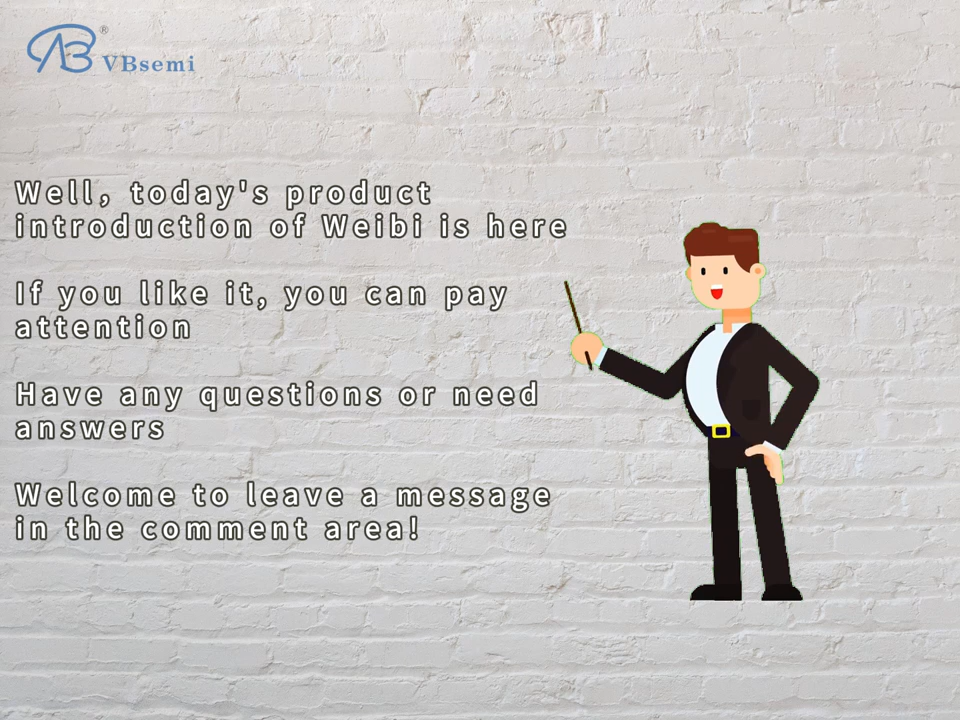 VBsemi
Well, today's product
introduction of Weibi is here
If you like it, you can pay
attention
Have any questions or need
answers
Welcome to leave a message
in the comment area!